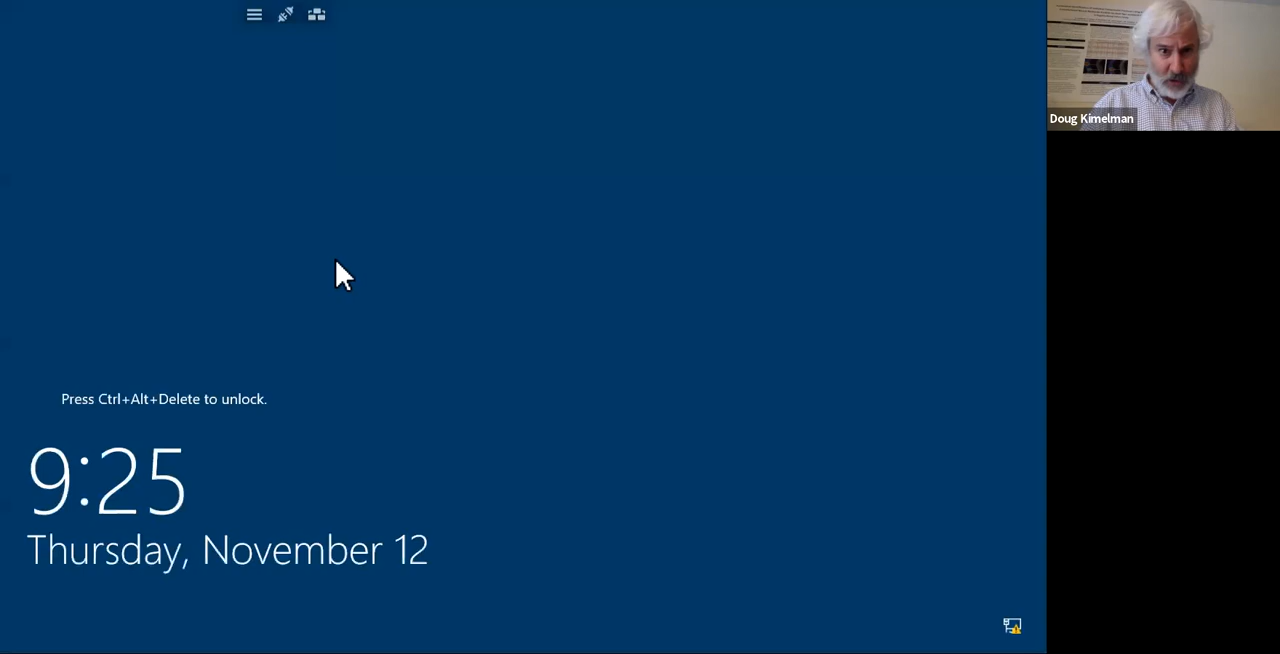 Doug Kimelman
Press Ctrl+Alt+Delete to unlock.
9:25
Thursday, November 12